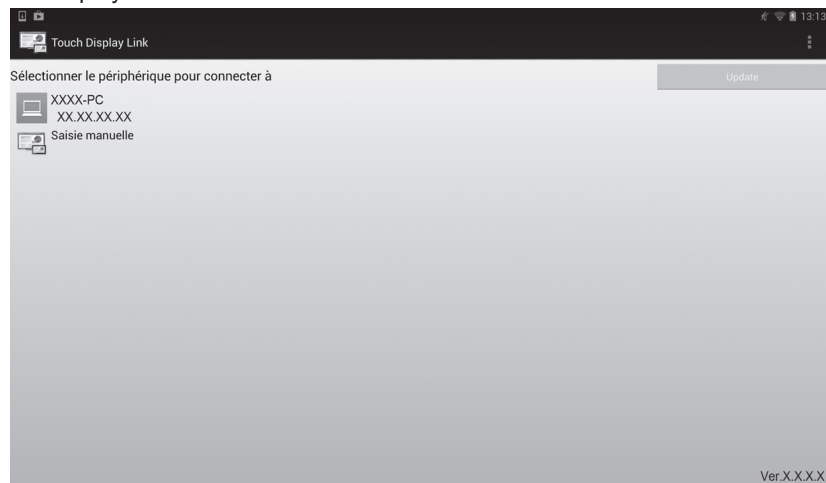 13:13
Touch Display Link
Sélectionner le périphérique pour connecter à
Update
XXXX-PC
XX.XX.XX.XX
Saisie manuelle
Ver.X.X.X.X